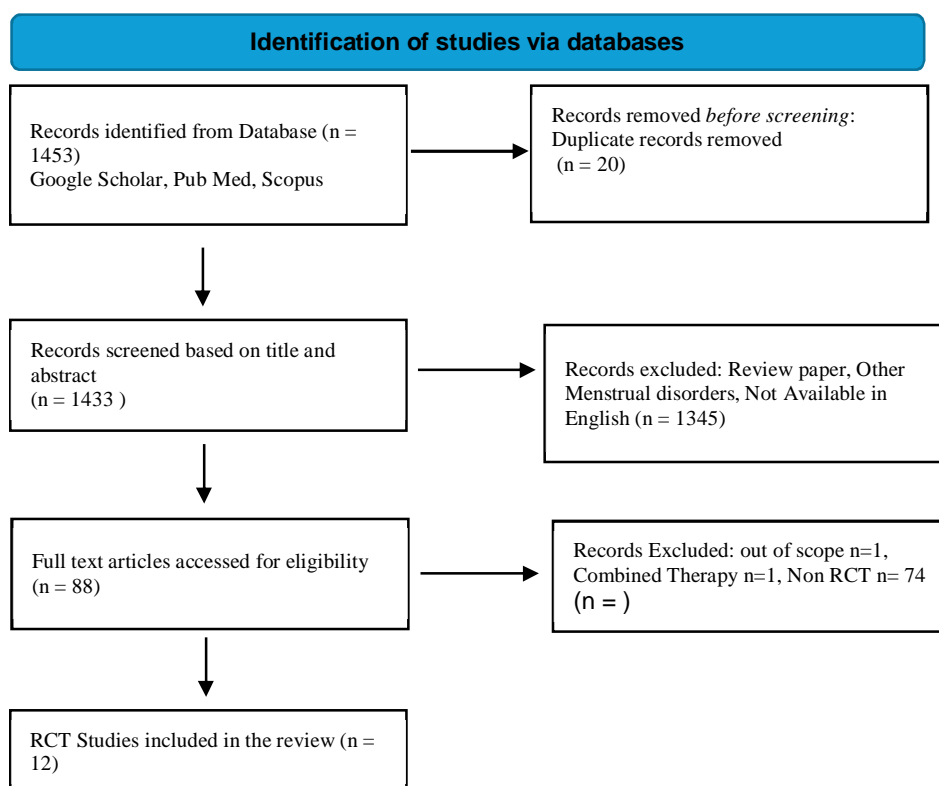 Identification of studies via databases
Records identified from Database (n =
1453)
Google Scholar, Pub Med, Scopus
Records removed before screening:
Duplicate records removed
(n = 20)
Records screened based on title and
abstract
(n = 1433 )
Records excluded: Review paper, Other
Menstrual disorders, Not Available in
English (n = 1345)
Full text articles accessed for eligibility
(n = 88)
Records Excluded: out of scope n=1,
Combined Therapy n=1, Non RCT n= 74
(n = )
RCT Studies included in the review (n =
12)